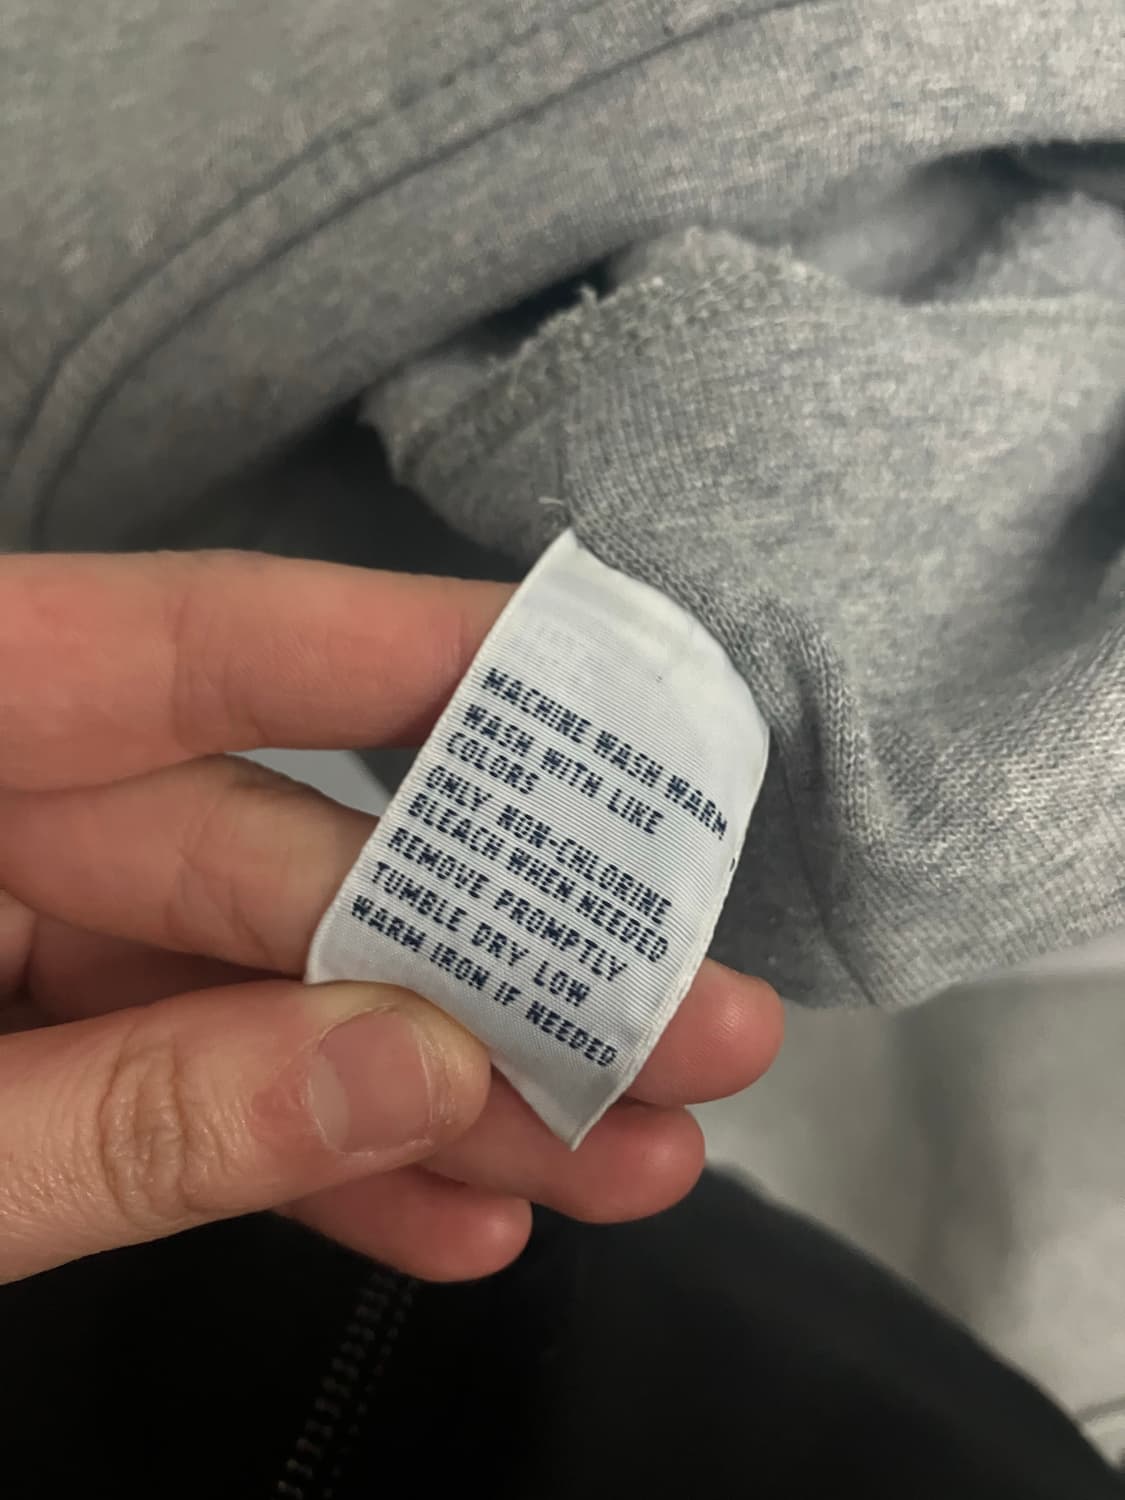 MACHINE WASH WARM
WASH WITH LIKE
COLORS
ONLY NON-CHLORINE
BLEACH WHEN NEEDED
REMOVE PROMPTLY
TUMBLE DRY LOW
WARM IRON IF NEEDED